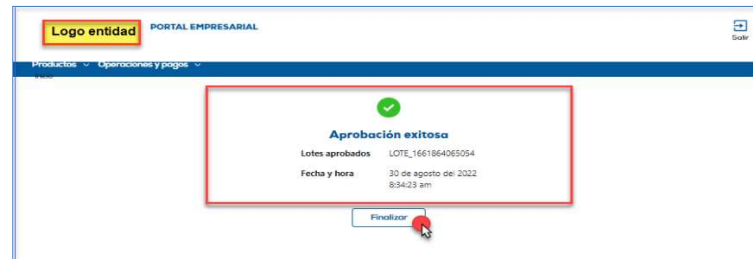 Logo entidad
PORTAL EMPRESARIAL
Salir
Productos Operaciones y pagos
Inicio
Aprobación exitosa
Lotes aprobados LOTE_1661864065054
Fecha y hora 30 de agosto del 2022
8:34:23 am
Finalizar